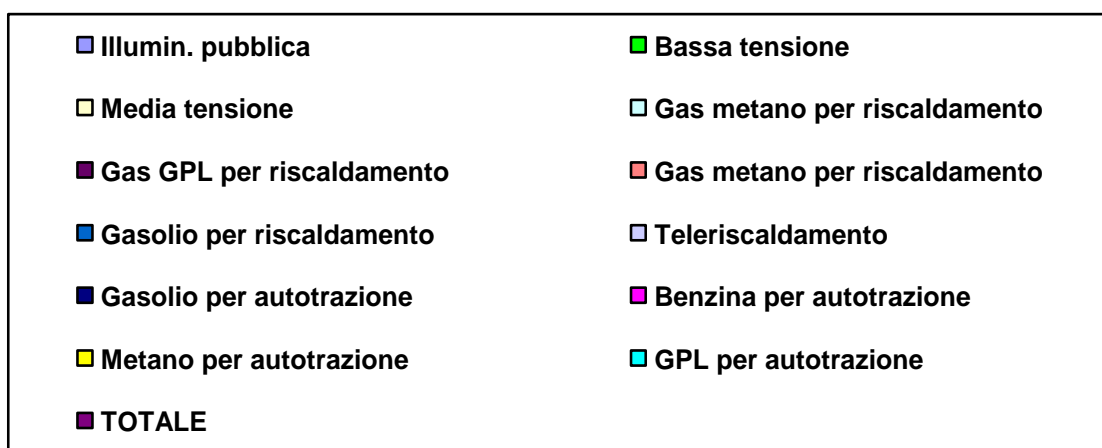 Illumin. pubblica
Bassa tensione
Media tensione
Gas metano per riscaldamento
Gas GPL per riscaldamento
Gas metano per riscaldamento
Gasolio per riscaldamento
Teleriscaldamento
Gasolio per autotrazione
Benzina per autotrazione
Metano per autotrazione
GPL per autotrazione
TOTALE